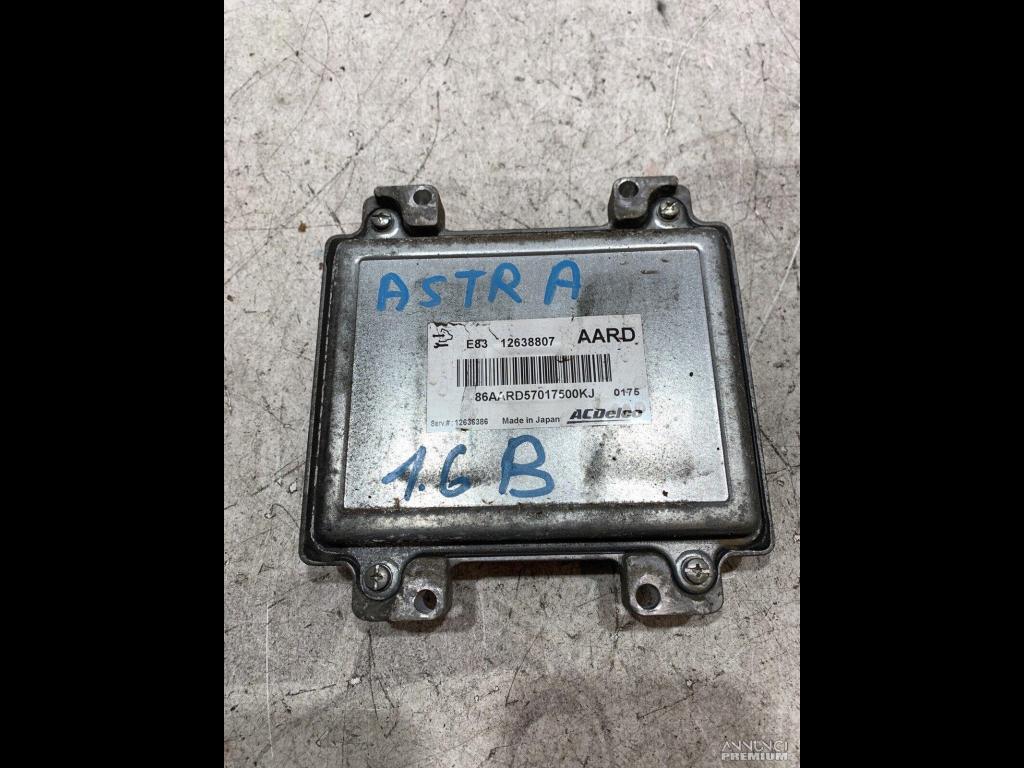 ASTRA
E83 12638807 AARD
86AARD57017500KJ 0175
Serv.#: 12636386 Made in Japan ACDelco
1.6 B
ANNUNCI
PREMIUM